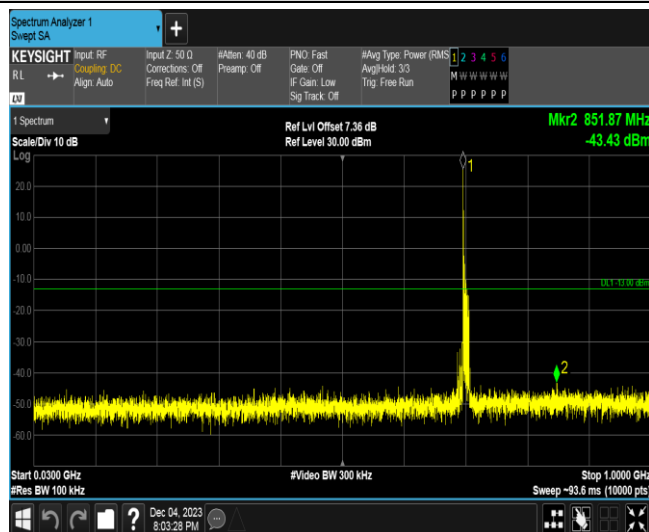 Spectrum Analyzer 1
Swept SA
KEYSIGHT
RL
LXI
Input: RF
Coupling: DC
Align: Auto
Input Z: 50 Ω
Corrections: Off
Freq Ref: Int (S)
#Atten: 40 dB
Preamp: Off
PNO: Fast
Gate: Off
IF Gain: Low
Sig Track: Off
#Avg Type: Power (RMS
Avg|Hold: 3/3
Trig: Free Run
1 2 3 4 5 6
M W W W W W
P P P P P P
1 Spectrum
Scale/Div 10 dB
Log
Ref Lvl Offset 7.36 dB
Ref Level 30.00 dBm
Mkr2 851.87 MHz
-43.43 dBm
1
20.0
10.0
0.00
-10.0
DL1 -13.00 dBm
-20.0
-30.0
-40.0
2
-50.0
-60.0
Start 0.0300 GHz
#Res BW 100 kHz
#Video BW 300 kHz
Stop 1.0000 GHz
Sweep ~93.6 ms (10000 pts)
?
Dec 04, 2023
8:03:28 PM